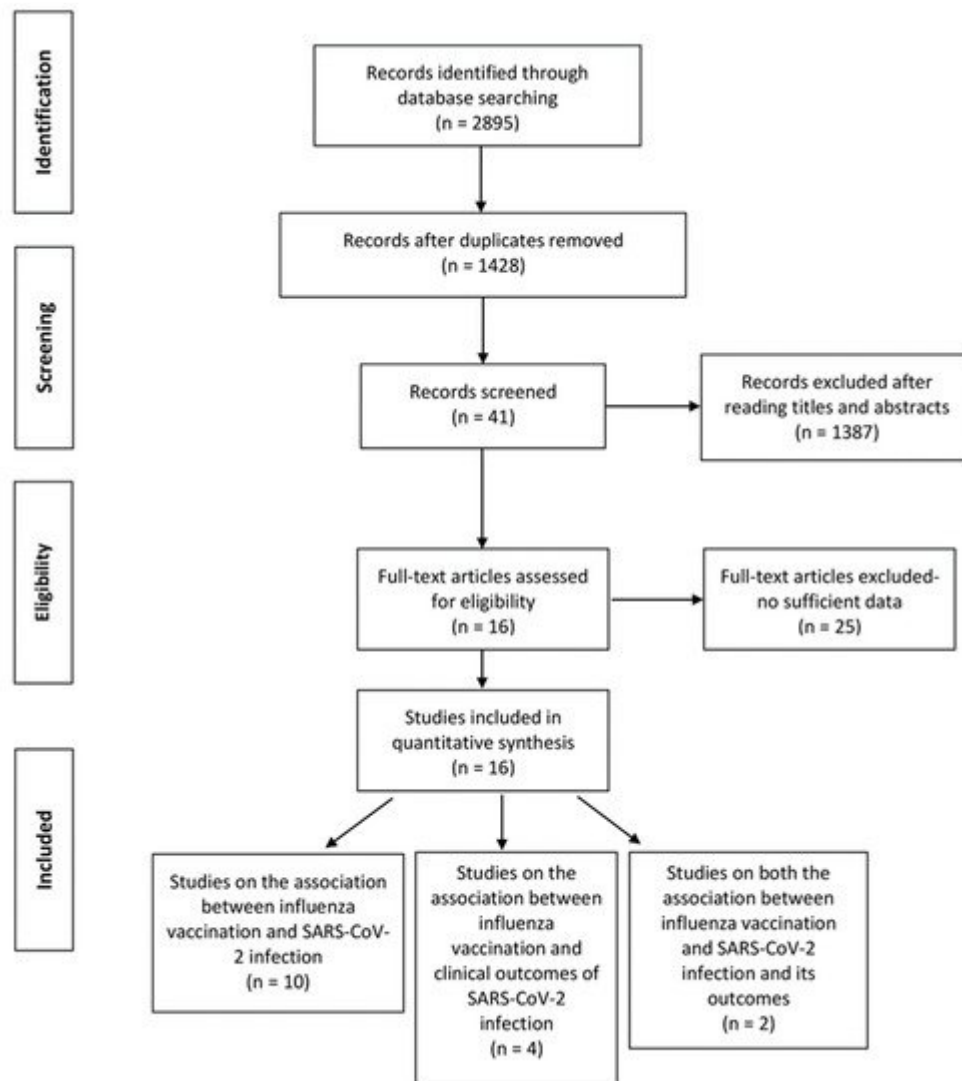 Identification
Records identified through
database searching
(n = 2895)
Records after duplicates removed
(n = 1428)
Screening
Records screened
(n = 41)
Records excluded after
reading titles and abstracts
(n = 1387)
Eligibility
Full-text articles assessed
for eligibility
(n = 16)
Full-text articles excluded-
no sufficient data
(n = 25)
Included
Studies included in
quantitative synthesis
(n = 16)
Studies on the association
between influenza
vaccination and SARS-CoV-
2 infection
(n = 10)
Studies on the
association between
influenza
vaccination and
clinical outcomes of
SARS-CoV-2
infection
(n = 4)
Studies on both the
association between
influenza vaccination
and SARS-CoV-2
infection and its
outcomes
(n = 2)